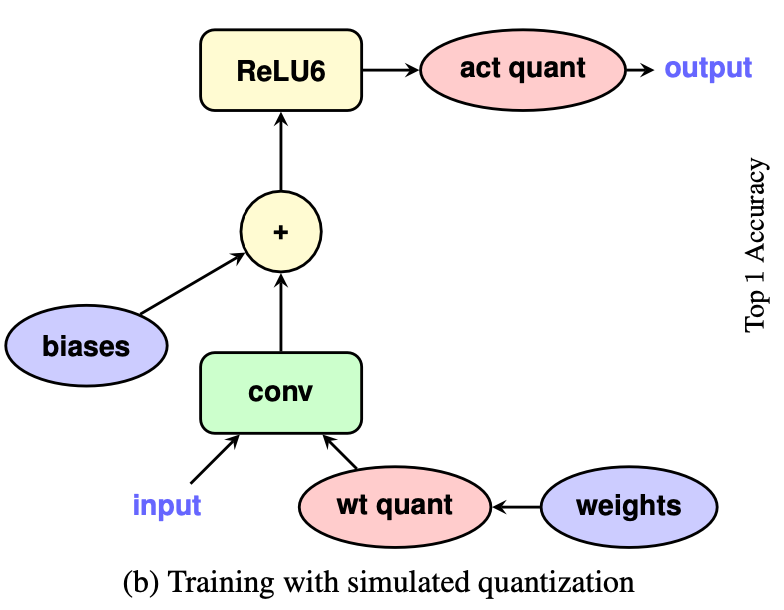 ReLU6
act quant
output
+
biases
conv
input
wt quant
weights
Top 1 Accuracy
(b) Training with simulated quantization